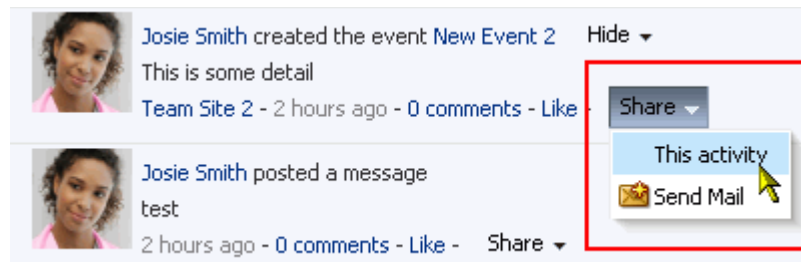 Josie Smith created the event New Event 2 Hide
This is some detail
Team Site 2 - 2 hours ago - 0 comments - Like - Share
This activity
Send Mail
Josie Smith posted a message
test
2 hours ago - 0 comments - Like - Share